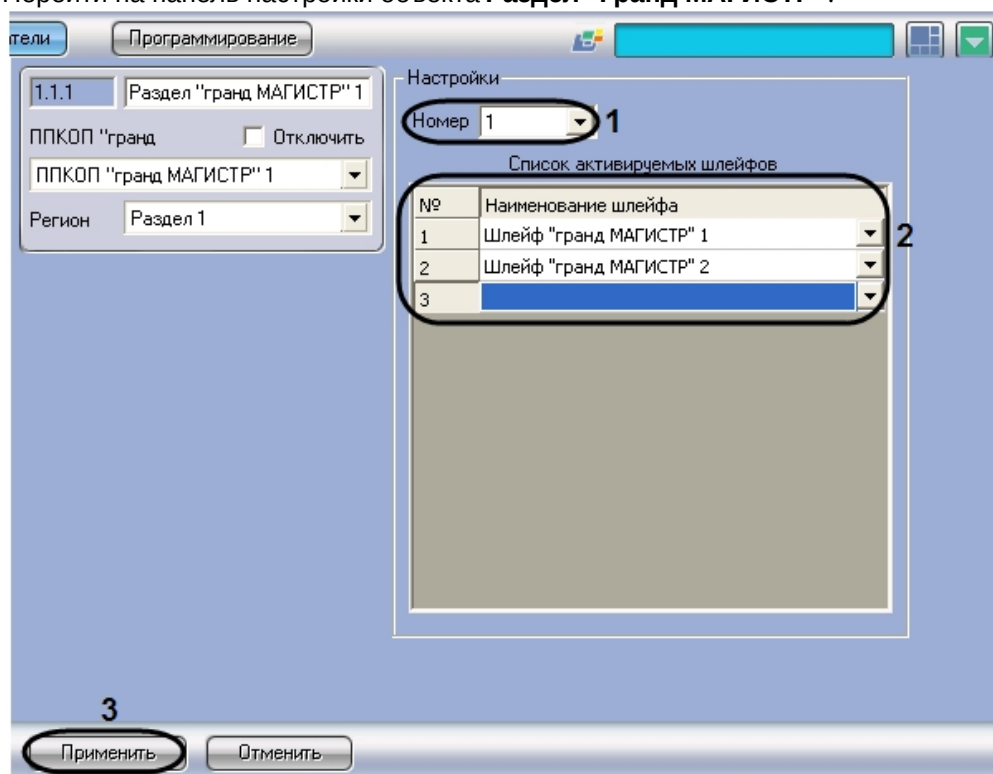 Перейти на панель настройки объекта Раздел "гранд МАГИСТР".
Программирование
1.1.1
Раздел "гранд МАГИСТР" 1
ППКОП "гранд
Отключить
ППКОП "гранд МАГИСТР" 1
Регион
Раздел 1
Настройки
Номер
1
1
Список активируемых шлейфов
№
Наименование шлейфа
1
Шлейф "гранд МАГИСТР" 1
2
2
Шлейф "гранд МАГИСТР" 2
3
3
Применить
Отменить